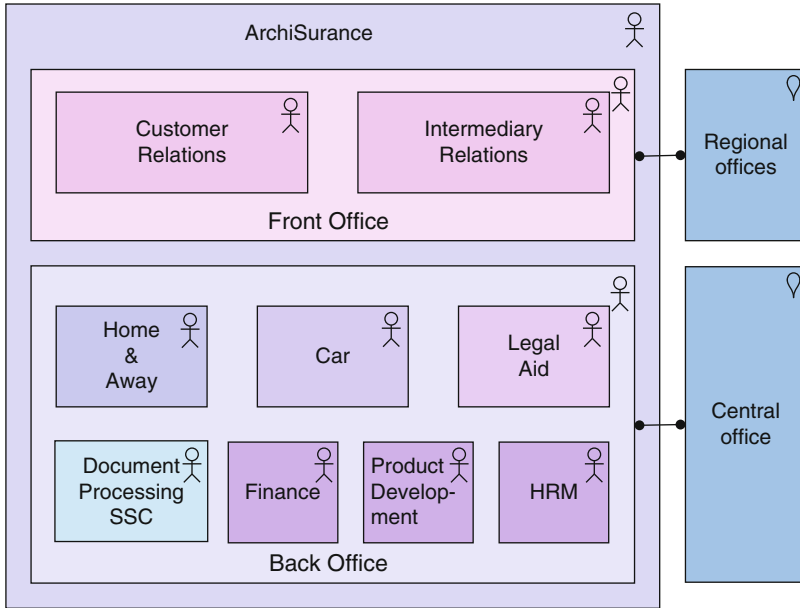 ArchiSurance
Customer
Relations
Intermediary
Relations
Front Office
Regional
offices
Home
&
Away
Car
Legal
Aid
Document
Processing
SSC
Finance
Product
Develop-
ment
HRM
Back Office
Central
office